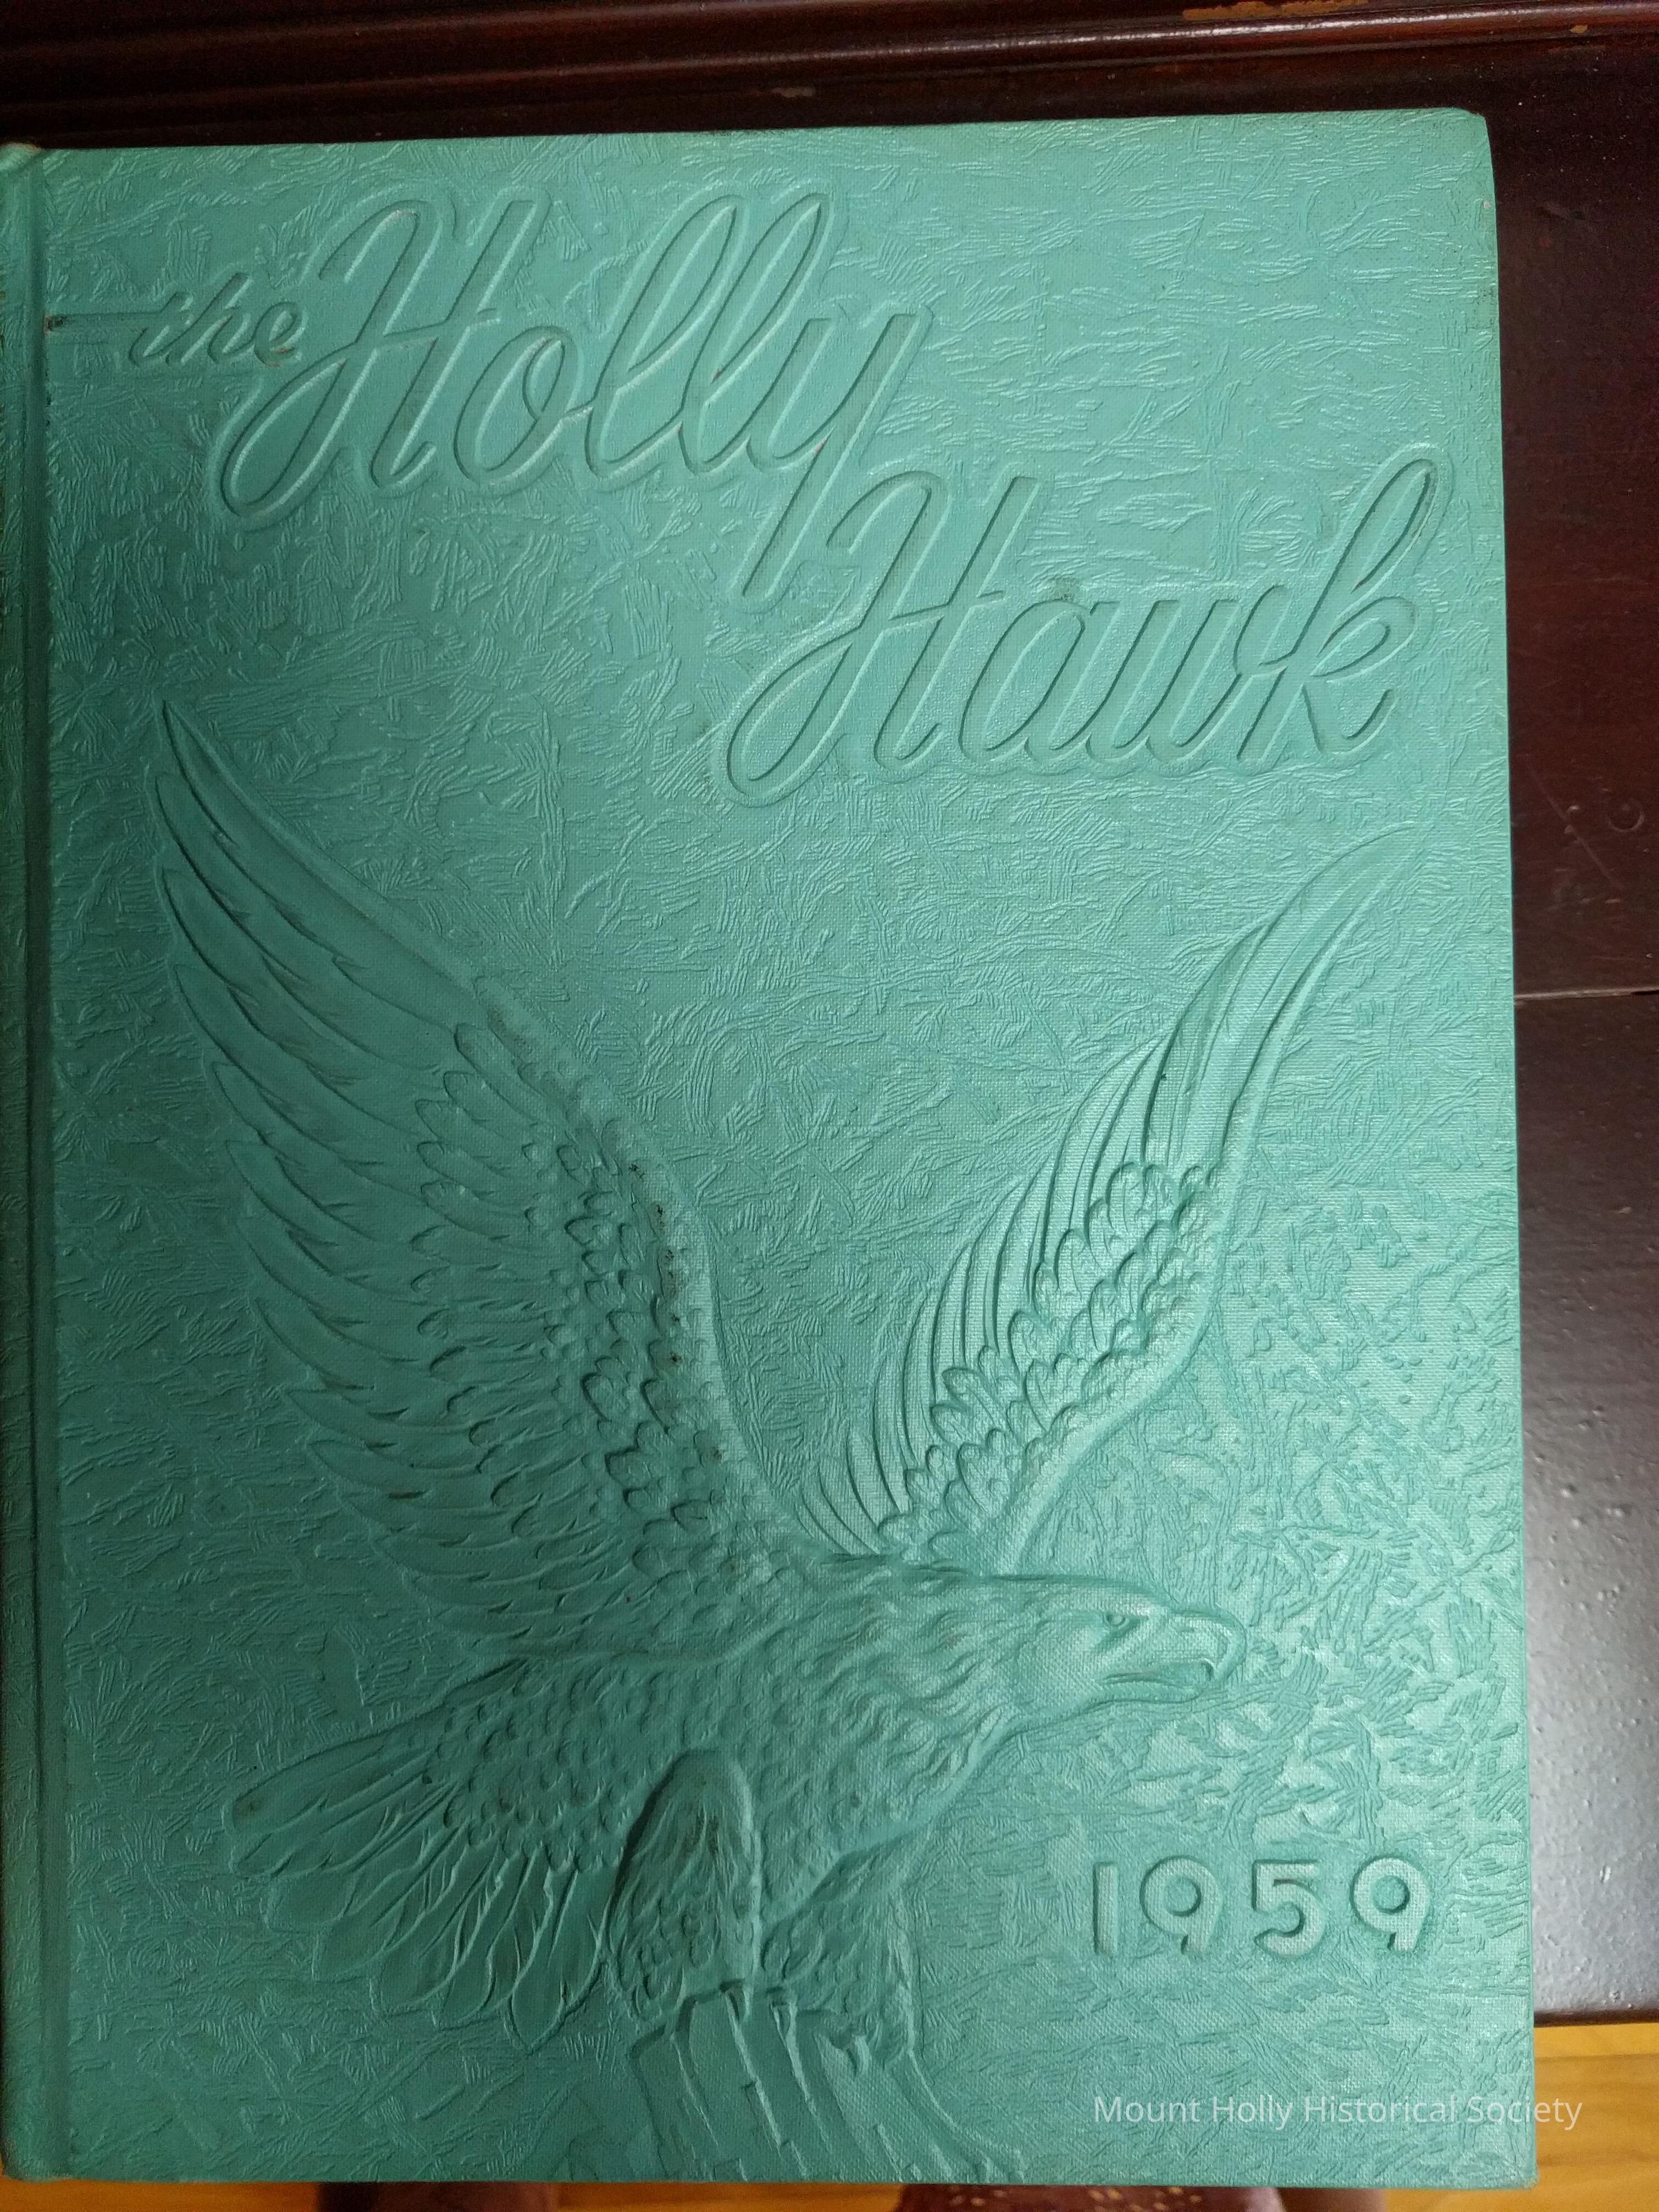 the Holly
Hawk
1959
Mount Holly Historical Society